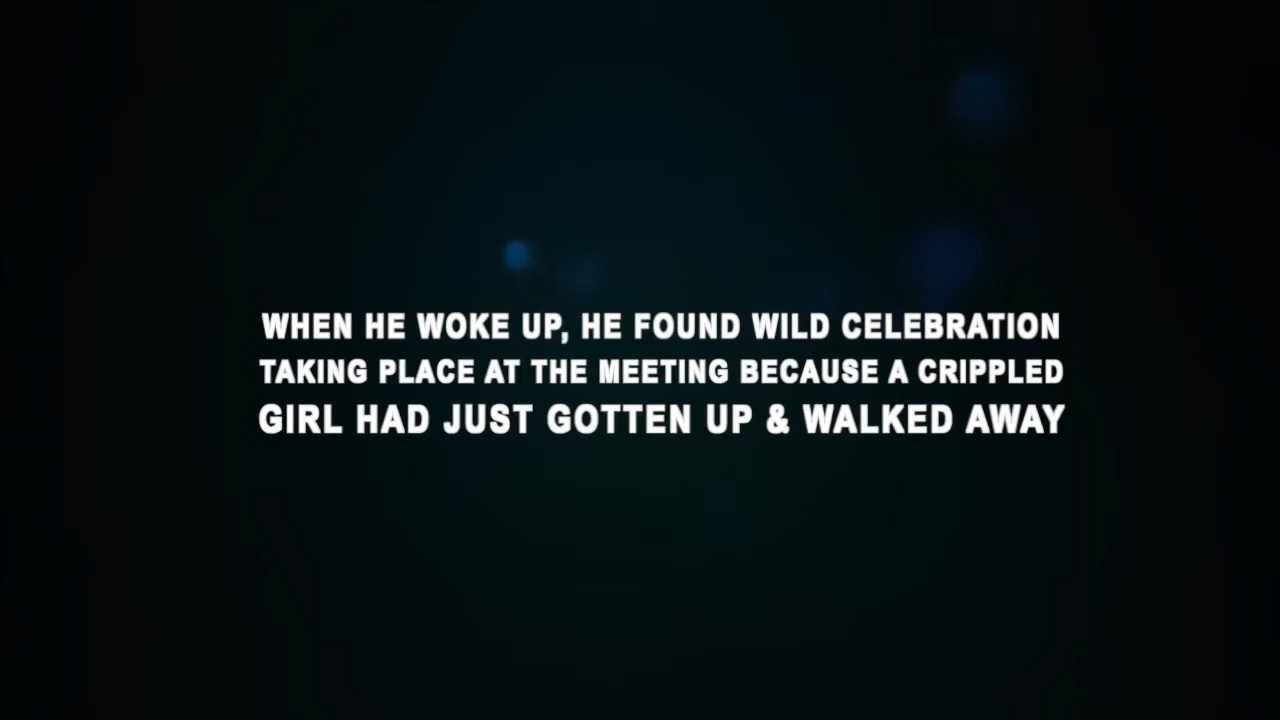 WHEN HE WOKE UP, HE FOUND WILD CELEBRATION
TAKING PLACE AT THE MEETING BECAUSE A CRIPPLED
GIRL HAD JUST GOTTEN UP & WALKED AWAY